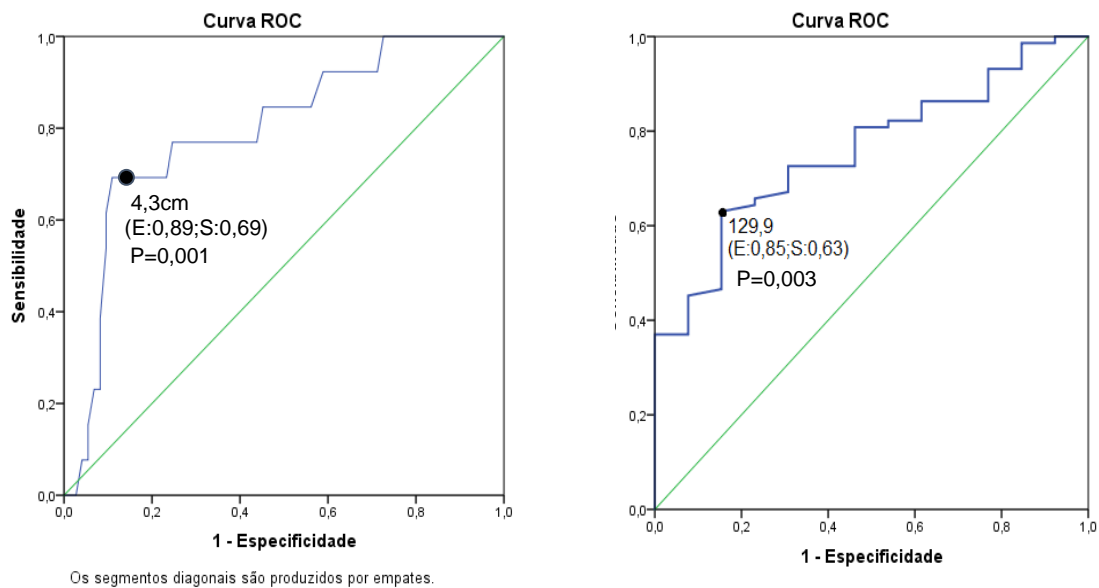 Curva ROC
1,0
0,8
0,6
0,4
0,2
0,0
Sensibilidade
4,3cm
(E:0,89;S:0,69)
P=0,001
0,0 0,2 0,4 0,6 0,8 1,0
1 - Especificidade
Os segmentos diagonais são produzidos por empates.
Curva ROC
1,0
0,8
0,6
0,4
0,2
0,0
129,9
(E:0,85;S:0,63)
P=0,003
0,0 0,2 0,4 0,6 0,8 1,0
1 - Especificidade